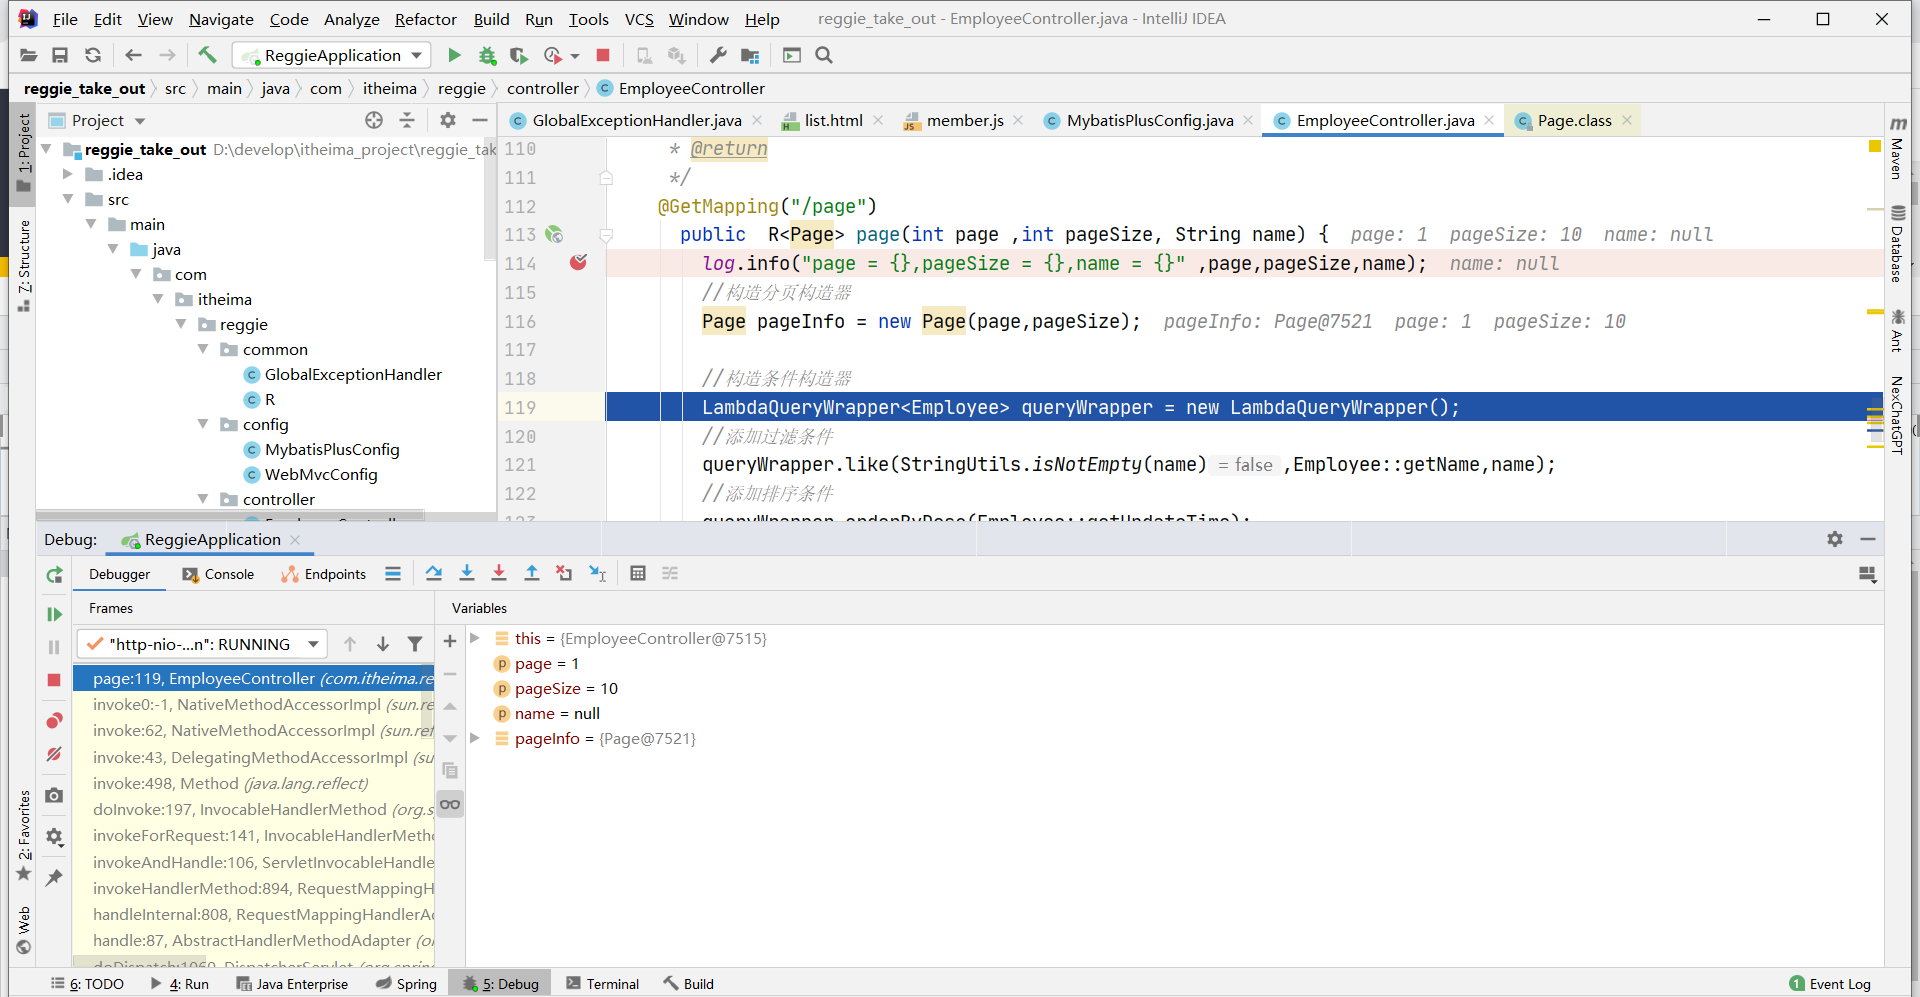 File Edit View Navigate Code Analyze Refactor Build Run Tools VCS Window Help reggie_take_out - EmployeeController.java - IntelliJ IDEA
ReggieApplication
reggie_take_out src main java com itheima reggie controller EmployeeController
1: Project
Z: Structure
2: Favorites
Web
Project
reggie_take_out D:\develop\itheima_project\reggie_tak
.idea
src
main
java
com
itheima
reggie
common
GlobalExceptionHandler
R
config
MybatisPlusConfig
WebMvcConfig
controller
GlobalExceptionHandler.java list.html member.js MybatisPlusConfig.java EmployeeController.java Page.class
110 * @return
111 */
112 @GetMapping("/page")
113 public R<Page> page(int page ,int pageSize, String name) { page: 1 pageSize: 10 name: null
114 log.info("page = {},pageSize = {},name = {}" ,page,pageSize,name); name: null
115 //构造分页构造器
116 Page pageInfo = new Page(page,pageSize); pageInfo: Page@7521 page: 1 pageSize: 10
117
118 //构造条件构造器
119 LambdaQueryWrapper<Employee> queryWrapper = new LambdaQueryWrapper();
120 //添加过滤条件
121 queryWrapper.like(StringUtils.isNotEmpty(name) = false ,Employee::getName,name);
122 //添加排序条件
queryWrapper.orderByDesc(Employee::getUpdateTime);
Maven
Database
Ant
NexChatGPT
Debug: ReggieApplication
Debugger Console Endpoints
Frames
"http-nio-...n": RUNNING
page:119, EmployeeController (com.itheima.re
invoke0:-1, NativeMethodAccessorImpl (sun.re
invoke:62, NativeMethodAccessorImpl (sun.ref
invoke:43, DelegatingMethodAccessorImpl (su
invoke:498, Method (java.lang.reflect)
doInvoke:197, InvocableHandlerMethod (org.s
invokeForRequest:141, InvocableHandlerMetho
invokeAndHandle:106, ServletInvocableHandle
invokeHandlerMethod:894, RequestMappingH
handleInternal:808, RequestMappingHandlerAd
handle:87, AbstractHandlerMethodAdapter (o
doDispatch:1060, DispatcherServlet (org.sprin
Variables
this = {EmployeeController@7515}
page = 1
pageSize = 10
name = null
pageInfo = {Page@7521}
6: TODO 4: Run Java Enterprise Spring 5: Debug Terminal Build 1 Event Log